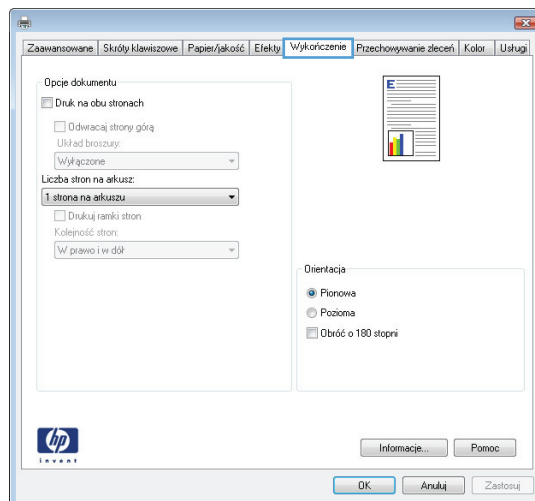 Zaawansowane Skróty klawiszowe Papier/jakość Efekty Wykończenie Przechowywanie zleceń Kolor Usługi
Opcje dokumentu
Druk na obu stronach
Odwracaj strony górą
Układ broszury:
Wyłączone
Liczba stron na arkusz:
1 strona na arkuszu
Drukuj ramki stron
Kolejność stron:
W prawo i w dół
E
Orientacja
Pionowa
Pozioma
Obróć o 180 stopni
hp
invent
Informacje... Pomoc
OK Anuluj Zastosuj